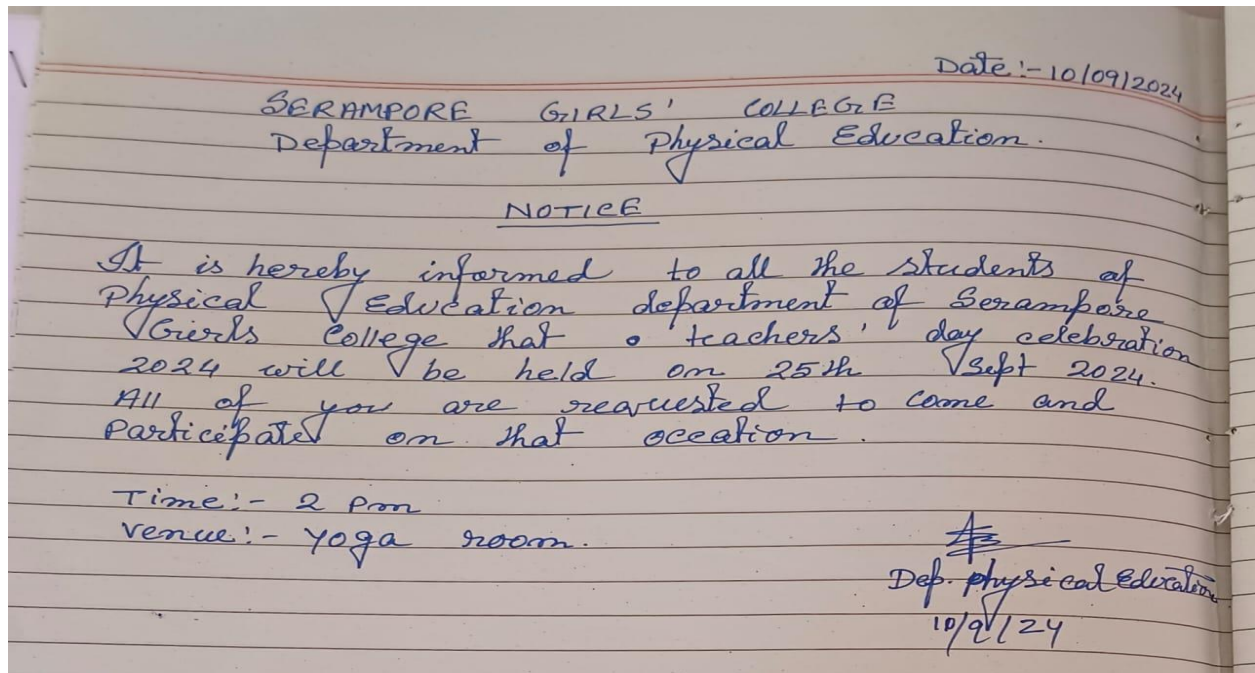 Date:- 10/09/2024
SERAMPORE GIRLS' COLLEGE
Department of Physical Education.
NOTICE
It is hereby informed to all the students of
Physical Education department of Serampore
Girls College that teachers' day celebration
2024 will be held on 25th Sept 2024.
All of you are requested to come and
Participate on that occation.
Time:- 2 Pm
Venue:- Yoga room.
Dep. physical Education
10/9/24